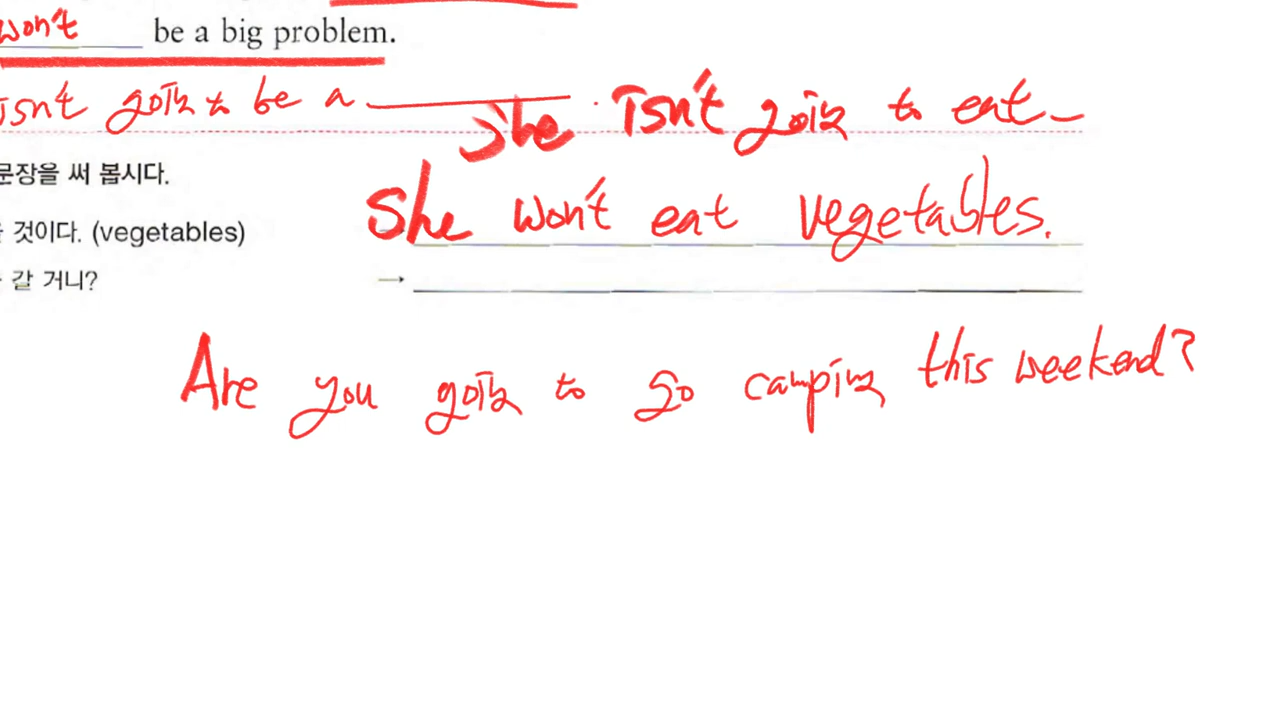 won't be a big problem.
isn't going to be a
She isn't going to eat
문장을 써 봅시다.
것이다. (vegetables) She won't eat vegetables.
갈 거니? →
Are you going to go camping this weekend?